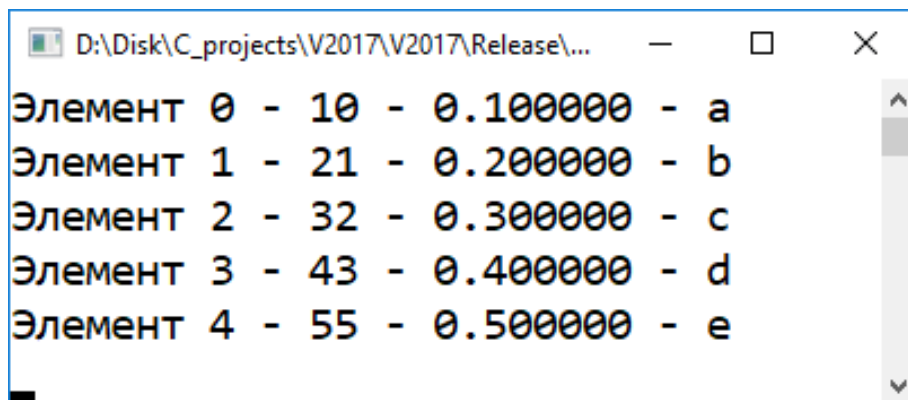 D:\Disk\C_projects\V2017\V2017\Release\...
Элемент 0 - 10 - 0.100000 - a
Элемент 1 - 21 - 0.200000 - b
Элемент 2 - 32 - 0.300000 - c
Элемент 3 - 43 - 0.400000 - d
Элемент 4 - 55 - 0.500000 - e